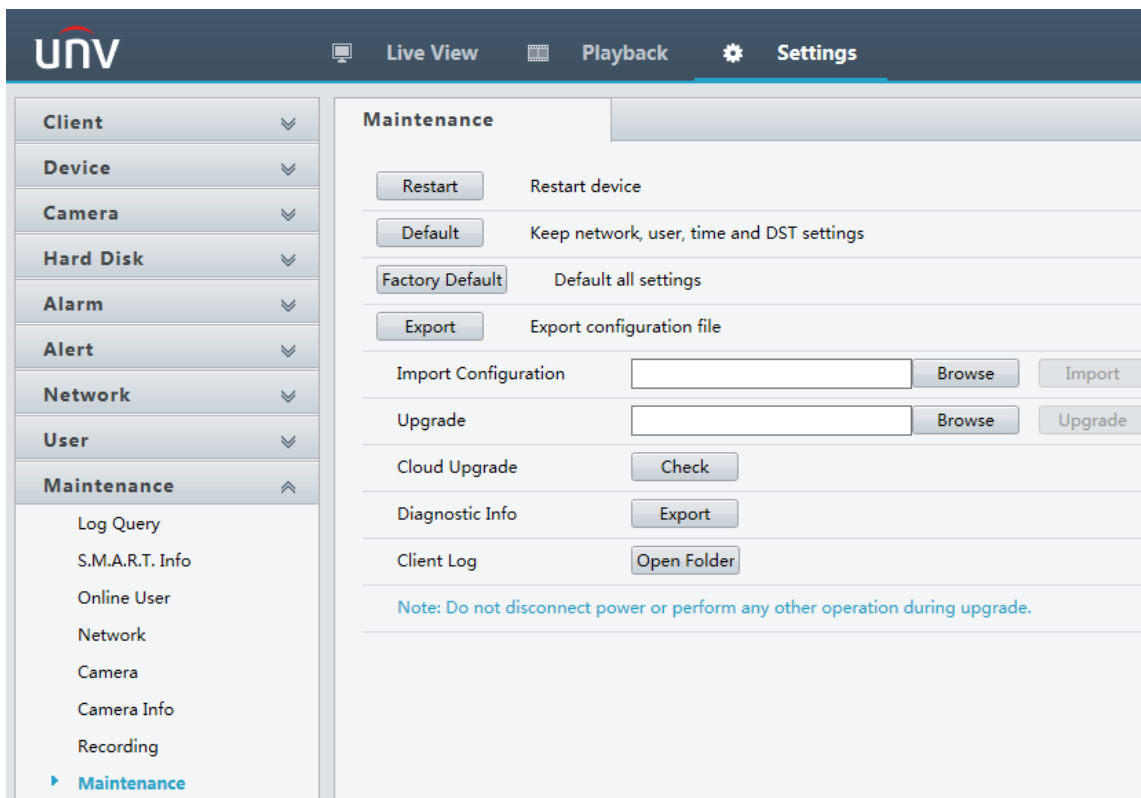 unv
Live View Playback Settings
Client
Device
Camera
Hard Disk
Alarm
Alert
Network
User
Maintenance
Log Query
S.M.A.R.T. Info
Online User
Network
Camera
Camera Info
Recording
Maintenance
Maintenance
Restart Restart device
Default Keep network, user, time and DST settings
Factory Default Default all settings
Export Export configuration file
Import Configuration Browse Import
Upgrade Browse Upgrade
Cloud Upgrade Check
Diagnostic Info Export
Client Log Open Folder
Note: Do not disconnect power or perform any other operation during upgrade.